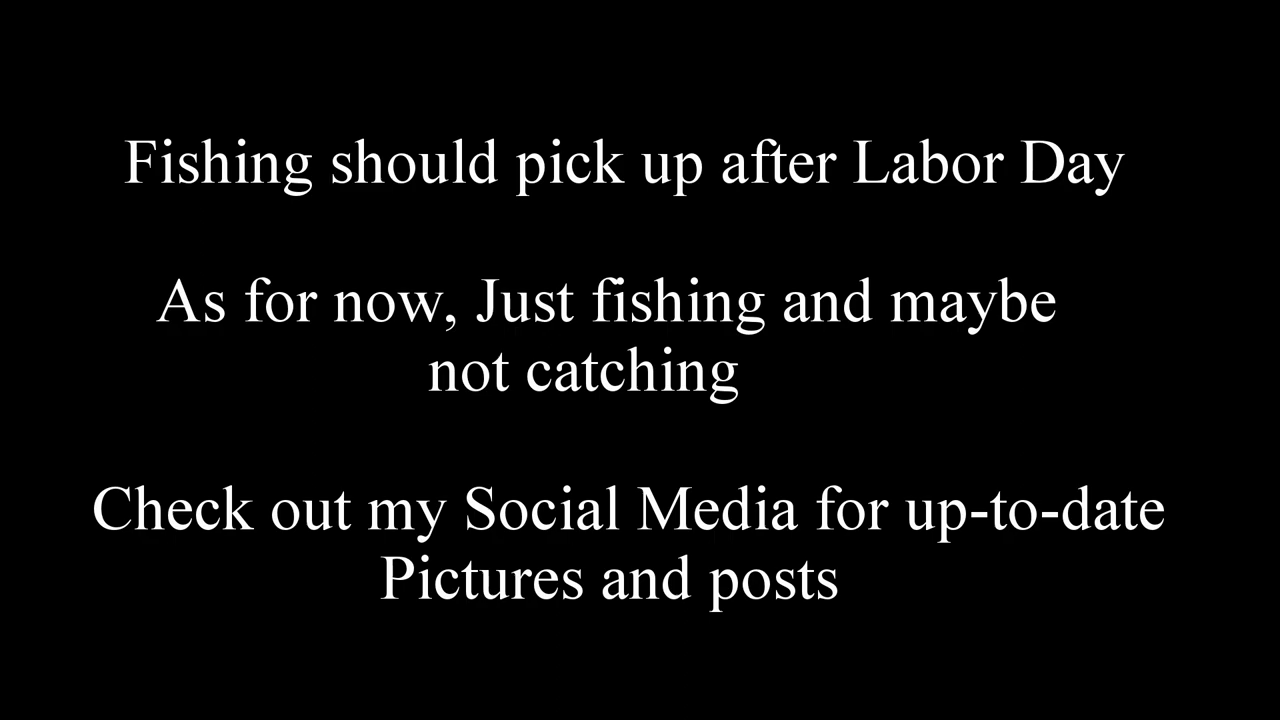 Fishing should pick up after Labor Day
As for now, Just fishing and maybe
not catching
Check out my Social Media for up-to-date
Pictures and posts